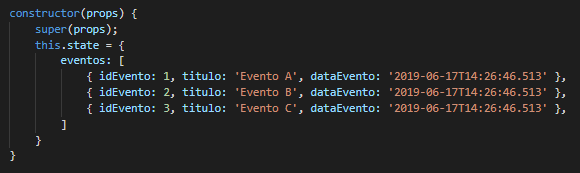 constructor(props) {
    super(props);
    this.state = {
        eventos: [
            { idEvento: 1, titulo: 'Evento A', dataEvento: '2019-06-17T14:26:46.513' },
            { idEvento: 2, titulo: 'Evento B', dataEvento: '2019-06-17T14:26:46.513' },
            { idEvento: 3, titulo: 'Evento C', dataEvento: '2019-06-17T14:26:46.513' },
        ]
    }
}